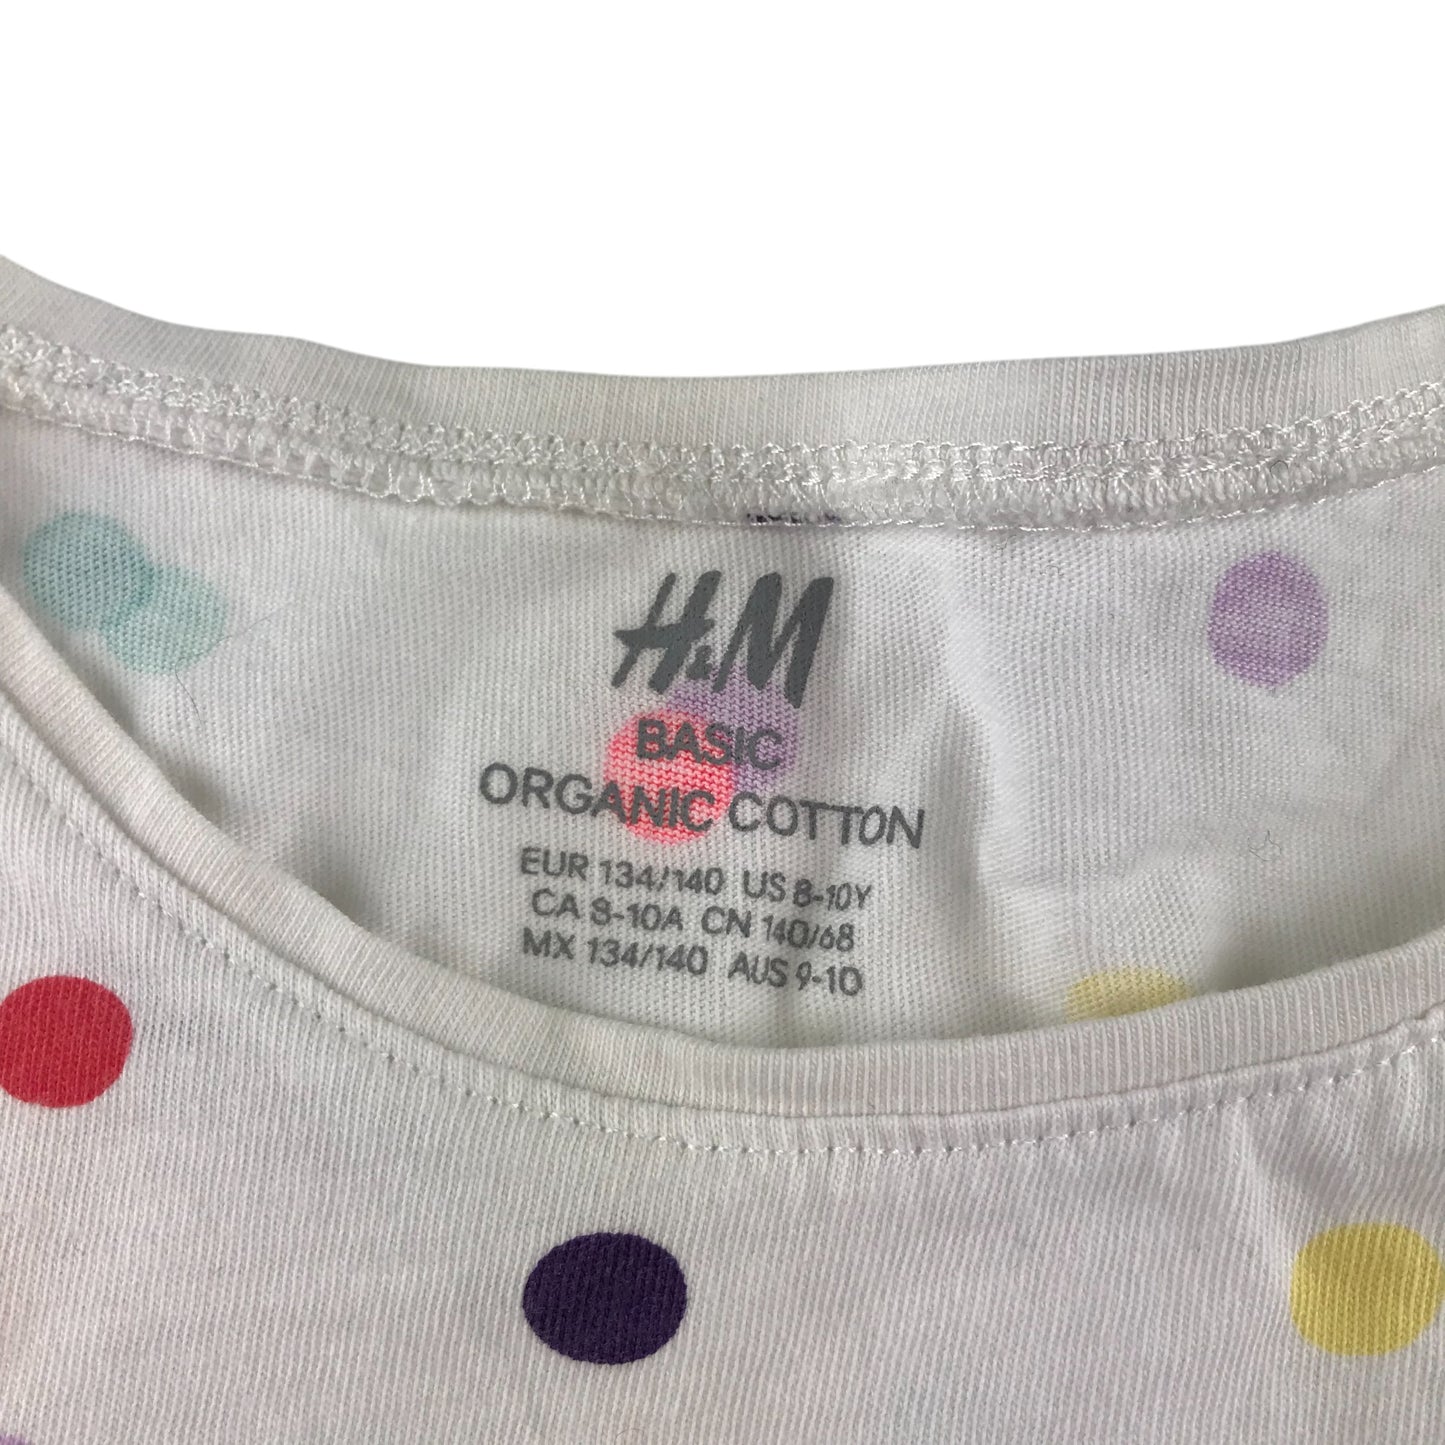 H&M
BASIC
ORGANIC COTTON
EUR 134/140 US 8-10Y
CA 8-10A CN 140/68
MX 134/140 AUS 9-10